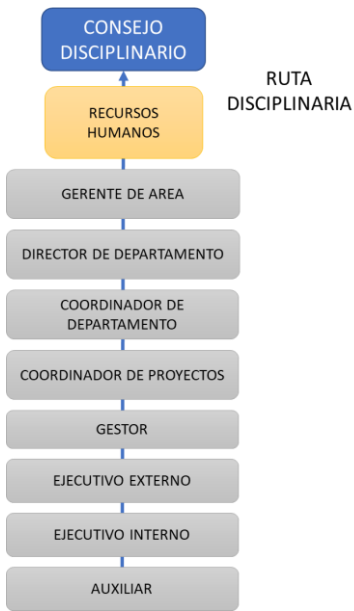 CONSEJO
DISCIPLINARIO
RUTA
DISCIPLINARIA
RECURSOS
HUMANOS
GERENTE DE AREA
DIRECTOR DE DEPARTAMENTO
COORDINADOR DE
DEPARTAMENTO
COORDINADOR DE PROYECTOS
GESTOR
EJECUTIVO EXTERNO
EJECUTIVO INTERNO
AUXILIAR